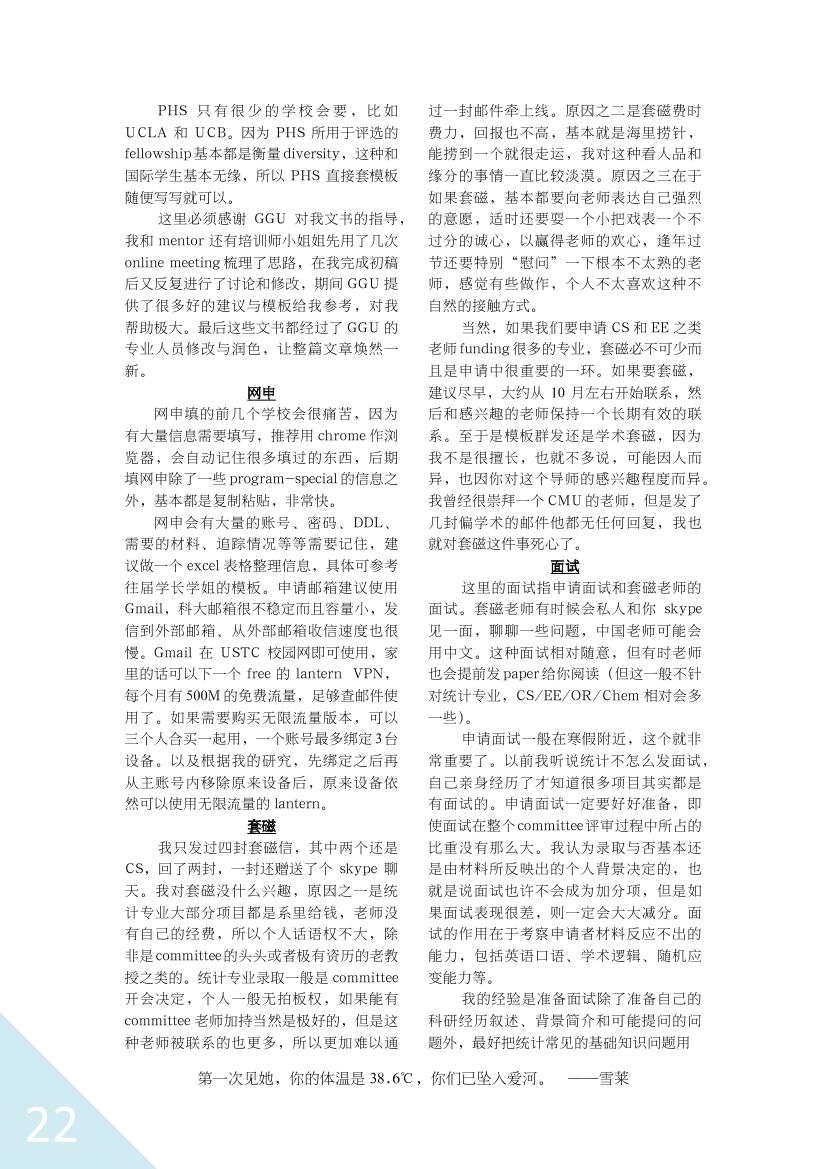 PHS 只有很少的学校会要，比如
UCLA 和 UCB。因为 PHS 所用于评选的
fellowship基本都是衡量diversity，这种和
国际学生基本无缘，所以 PHS 直接套模板
随便写写就可以。
这里必须感谢 GGU 对我文书的指导，
我和 mentor 还有培训师小姐姐先用了几次
online meeting 梳理了思路，在我完成初稿
后又反复进行了讨论和修改，期间 GGU 提
供了很多好的建议与模板给我参考，对我
帮助极大。最后这些文书都经过了 GGU 的
专业人员修改与润色，让整篇文章焕然一
新。
网申
网申填的前几个学校会很痛苦，因为
有大量信息需要填写，推荐用 chrome 作浏
览器，会自动记住很多填过的东西，后期
填网申除了一些 program-special 的信息之
外，基本都是复制粘贴，非常快。
网申会有大量的账号、密码、DDL、
需要的材料、追踪情况等等需要记住，建
议做一个 excel 表格整理信息，具体可参考
往届学长学姐的模板。申请邮箱建议使用
Gmail，科大邮箱很不稳定而且容量小，发
信到外部邮箱、从外部邮箱收信速度也很
慢。Gmail 在 USTC 校园网即可使用，家
里的话可以下一个 free 的 lantern VPN，
每个月有 500M 的免费流量，足够查邮件使
用了。如果需要购买无限流量版本，可以
三个人合买一起用，一个账号最多绑定3台
设备。以及根据我的研究，先绑定之后再
从主账号内移除原来设备后，原来设备依
然可以使用无限流量的 lantern。
套磁
我只发过四封套磁信，其中两个还是
CS，回了两封，一封还赠送了个 skype 聊
天。我对套磁没什么兴趣，原因之一是统
计专业大部分项目都是系里给钱，老师没
有自己的经费，所以个人话语权不大，除
非是committee的头头或者极有资历的老教
授之类的。统计专业录取一般是 committee
开会决定，个人一般无拍板权，如果能有
committee 老师加持当然是极好的，但是这
种老师被联系的也更多，所以更加难以通
过一封邮件牵上线。原因之二是套磁费时
费力，回报也不高，基本就是海里捞针，
能捞到一个就很走运，我对这种看人品和
缘分的事情一直比较淡漠。原因之三在于
如果套磁，基本都要向老师表达自己强烈
的意愿，适时还要耍一个小把戏表一个不
过分的诚心，以赢得老师的欢心，逢年过
节还要特别“慰问”一下根本不太熟的老
师，感觉有些做作，个人不太喜欢这种不
自然的接触方式。
当然，如果我们要申请 CS 和 EE 之类
老师 funding 很多的专业，套磁必不可少而
且是申请中很重要的一环。如果要套磁，
建议尽早，大约从 10 月左右开始联系，然
后和感兴趣的老师保持一个长期有效的联
系。至于是模板群发还是学术套磁，因为
我不是很擅长，也就不多说，可能因人而
异，也因你对这个导师的感兴趣程度而异。
我曾经很崇拜一个 CMU 的老师，但是发了
几封偏学术的邮件他都无任何回复，我也
就对套磁这件事死心了。
面试
这里的面试指申请面试和套磁老师的
面试。套磁老师有时候会私人和你 skype
见一面，聊聊一些问题，中国老师可能会
用中文。这种面试相对随意，但有时老师
也会提前发paper给你阅读（但这一般不针
对统计专业，CS/EE/OR/Chem 相对会多
一些）。
申请面试一般在寒假附近，这个就非
常重要了。以前我听说统计不怎么发面试，
自己亲身经历了才知道很多项目其实都是
有面试的。申请面试一定要好好准备，即
使面试在整个committee评审过程中所占的
比重没有那么大。我认为录取与否基本还
是由材料所反映出的个人背景决定的，也
就是说面试也许不会成为加分项，但是如
果面试表现很差，则一定会大大减分。面
试的作用在于考察申请者材料反应不出的
能力，包括英语口语、学术逻辑、随机应
变能力等。
我的经验是准备面试除了准备自己的
科研经历叙述、背景简介和可能提问的问
题外，最好把统计常见的基础知识问题用
第一次见她，你的体温是 38.6℃，你们已坠入爱河。 ——雪莱
22